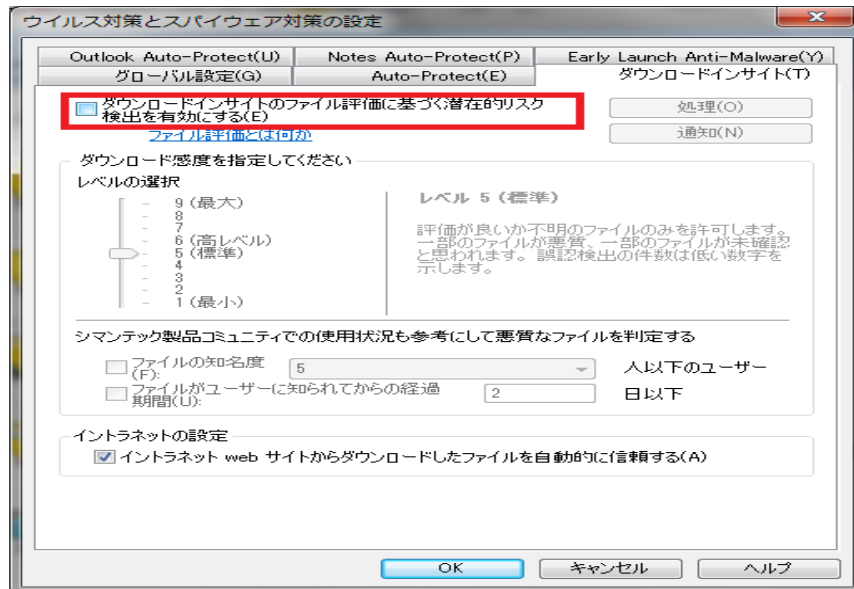 ウイルス対策とスパイウェア対策の設定
Outlook Auto-Protect(U)
Notes Auto-Protect(P)
Early Launch Anti-Malware(Y)
グローバル設定(G)
Auto-Protect(E)
ダウンロードインサイト(T)
ダウンロードインサイトのファイル評価に基づく潜在的リスク
検出を有効にする(E)
処理(O)
ファイル評価とは何か
通知(N)
ダウンロード感度を指定してください
レベルの選択
9 (最大)
8
7
6 (高レベル)
5 (標準)
4
3
2
1 (最小)
レベル 5 (標準)
評価が良いか不明のファイルのみを許可します。
一部のファイルが悪質、一部のファイルが未確認
と思われます。誤認検出の件数は低い数字を
示します。
シマンテック製品コミュニティでの使用状況も参考にして悪質なファイルを判定する
ファイルの知名度
(F):
5
人以下のユーザー
ファイルがユーザーに知られてからの経過
期間(U):
2
日以下
イントラネットの設定
イントラネット web サイトからダウンロードしたファイルを自動的に信頼する(A)
OK
キャンセル
ヘルプ